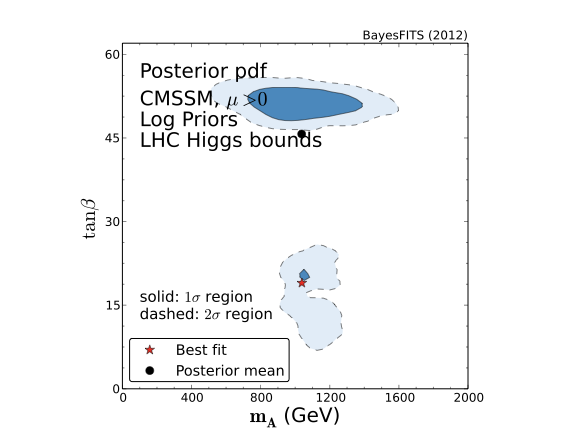 BayesFITS (2012)
60
Posterior pdf
CMSSM, μ > 0
Log Priors
45
LHC Higgs bounds
tanβ
30
solid: 1σ region
15
dashed: 2σ region
Best fit
Posterior mean
0
0 400 800 1200 1600 2000
m_A (GeV)